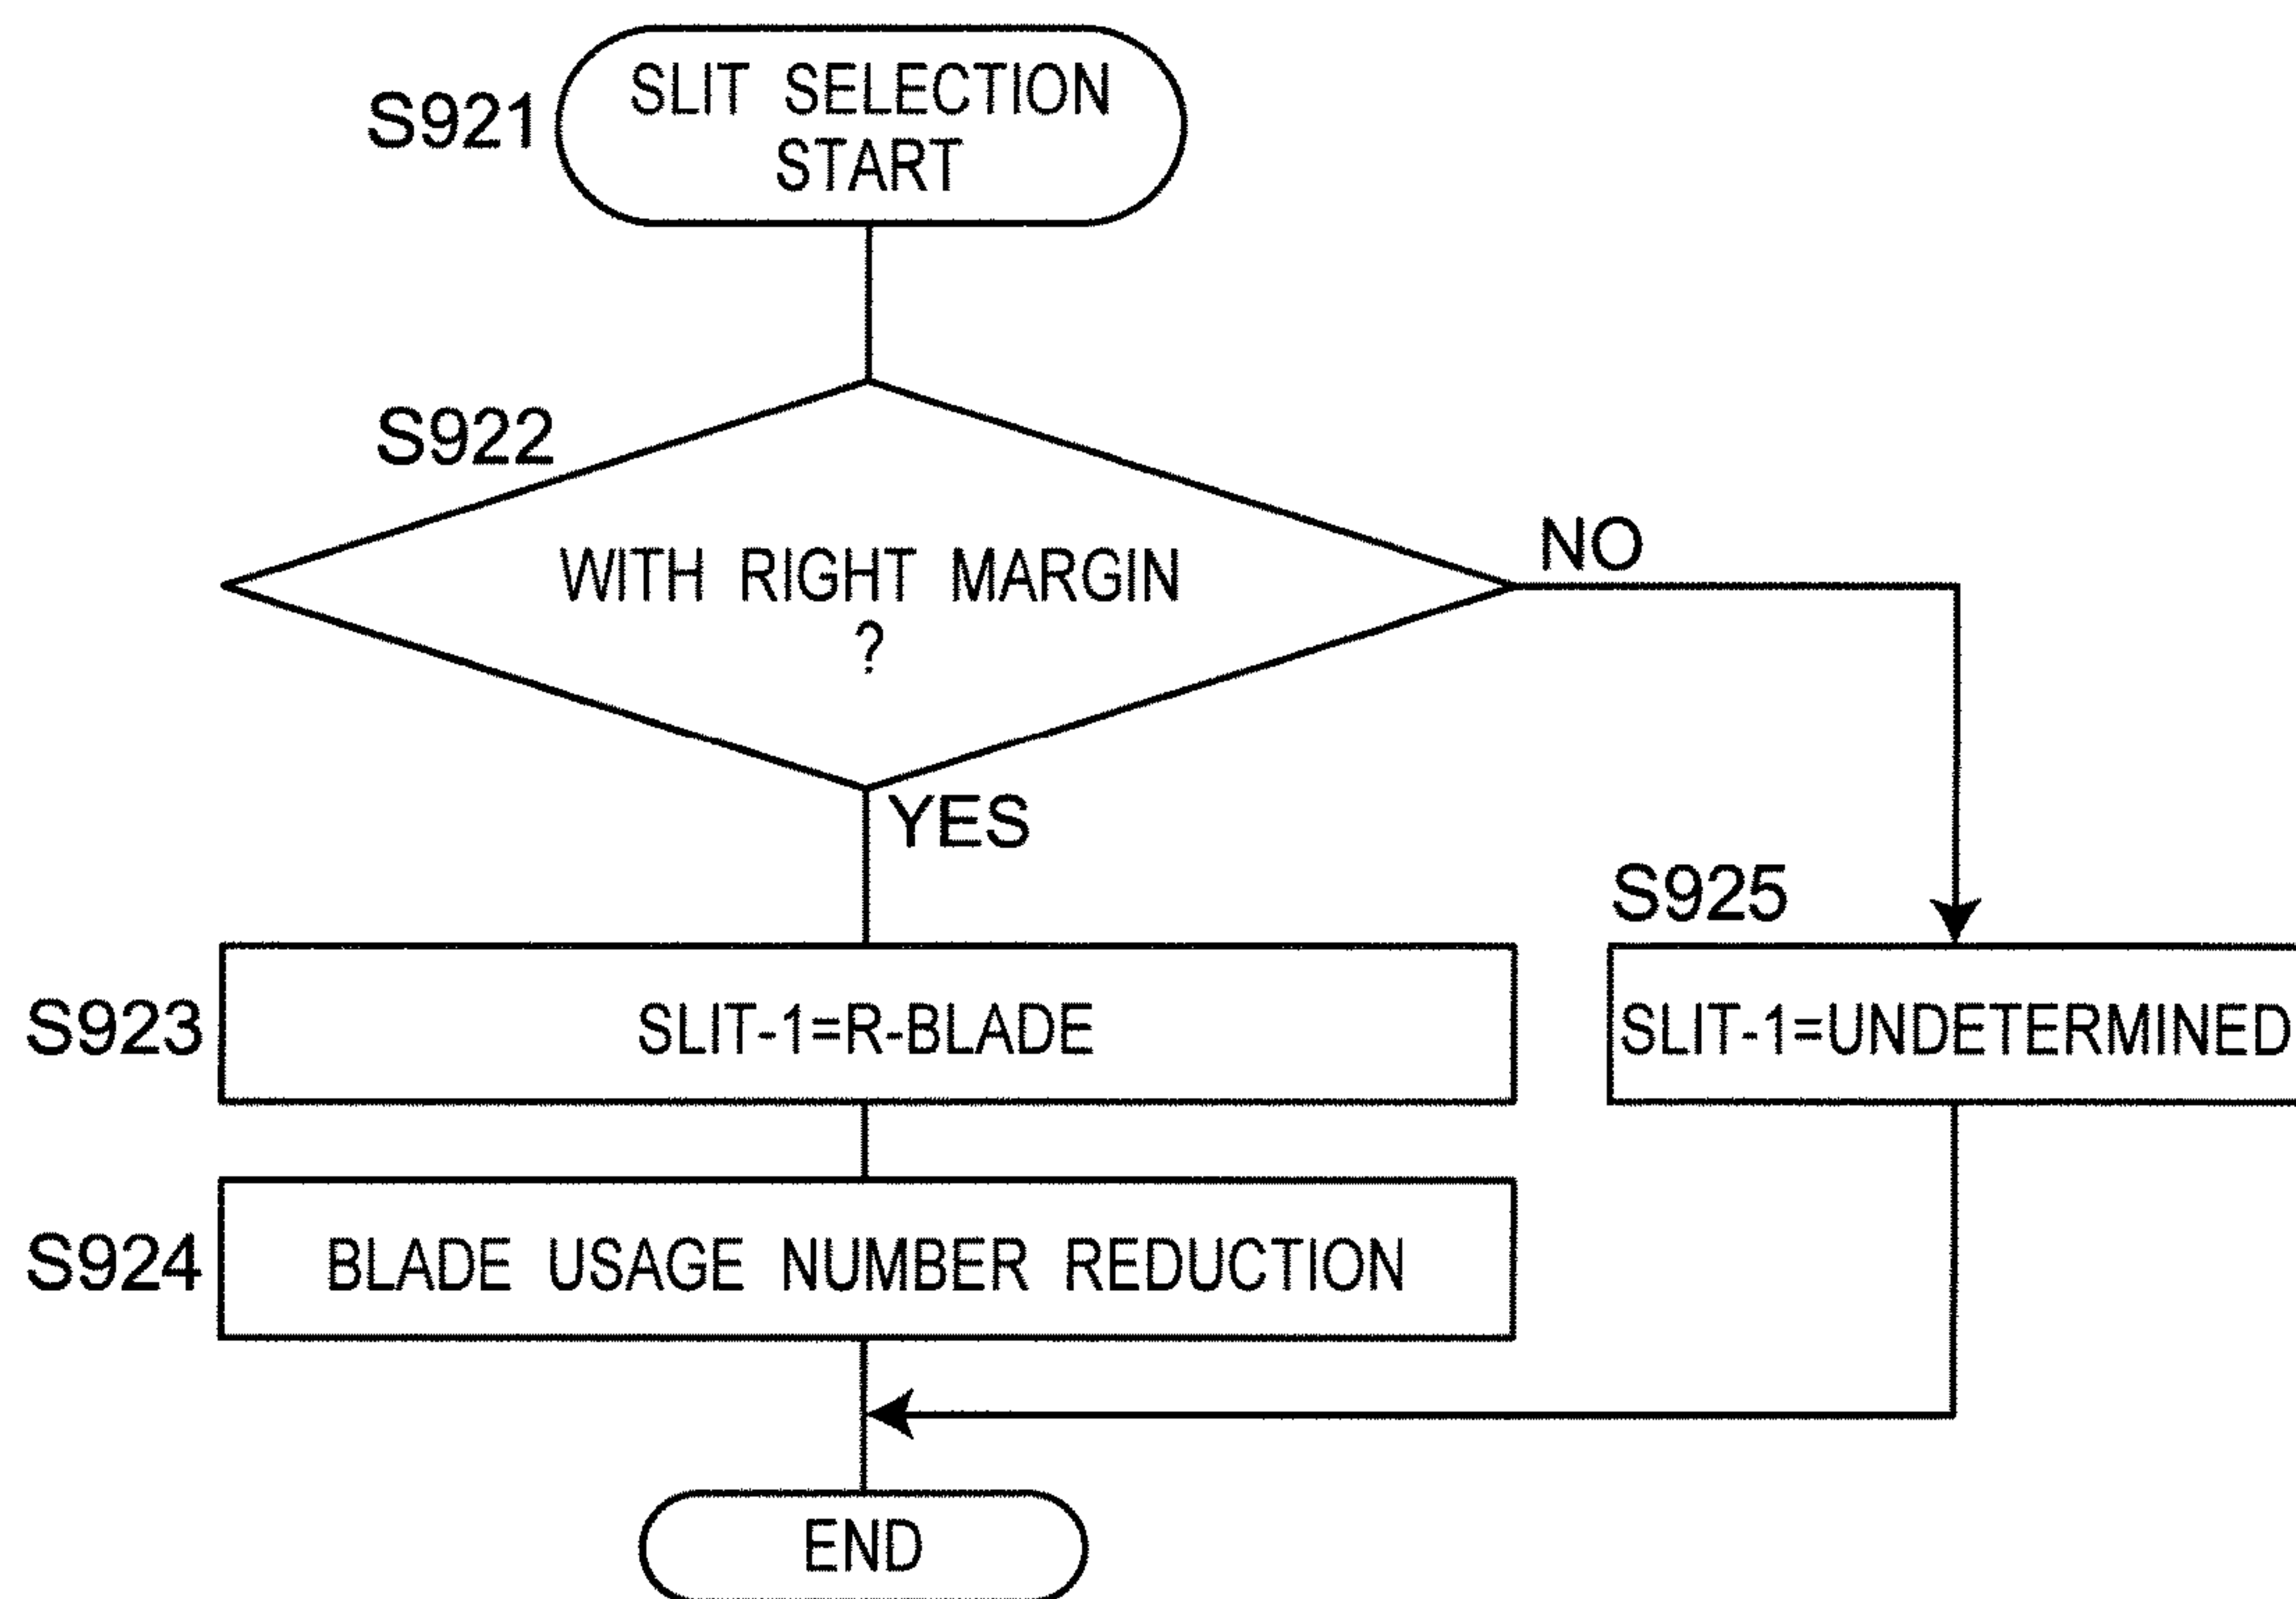 S921
SLIT SELECTION
START
S922
WITH RIGHT MARGIN
?
NO
YES
S925
S923
SLIT-1=R-BLADE
SLIT-1=UNDETERMINED
S924
BLADE USAGE NUMBER REDUCTION
END